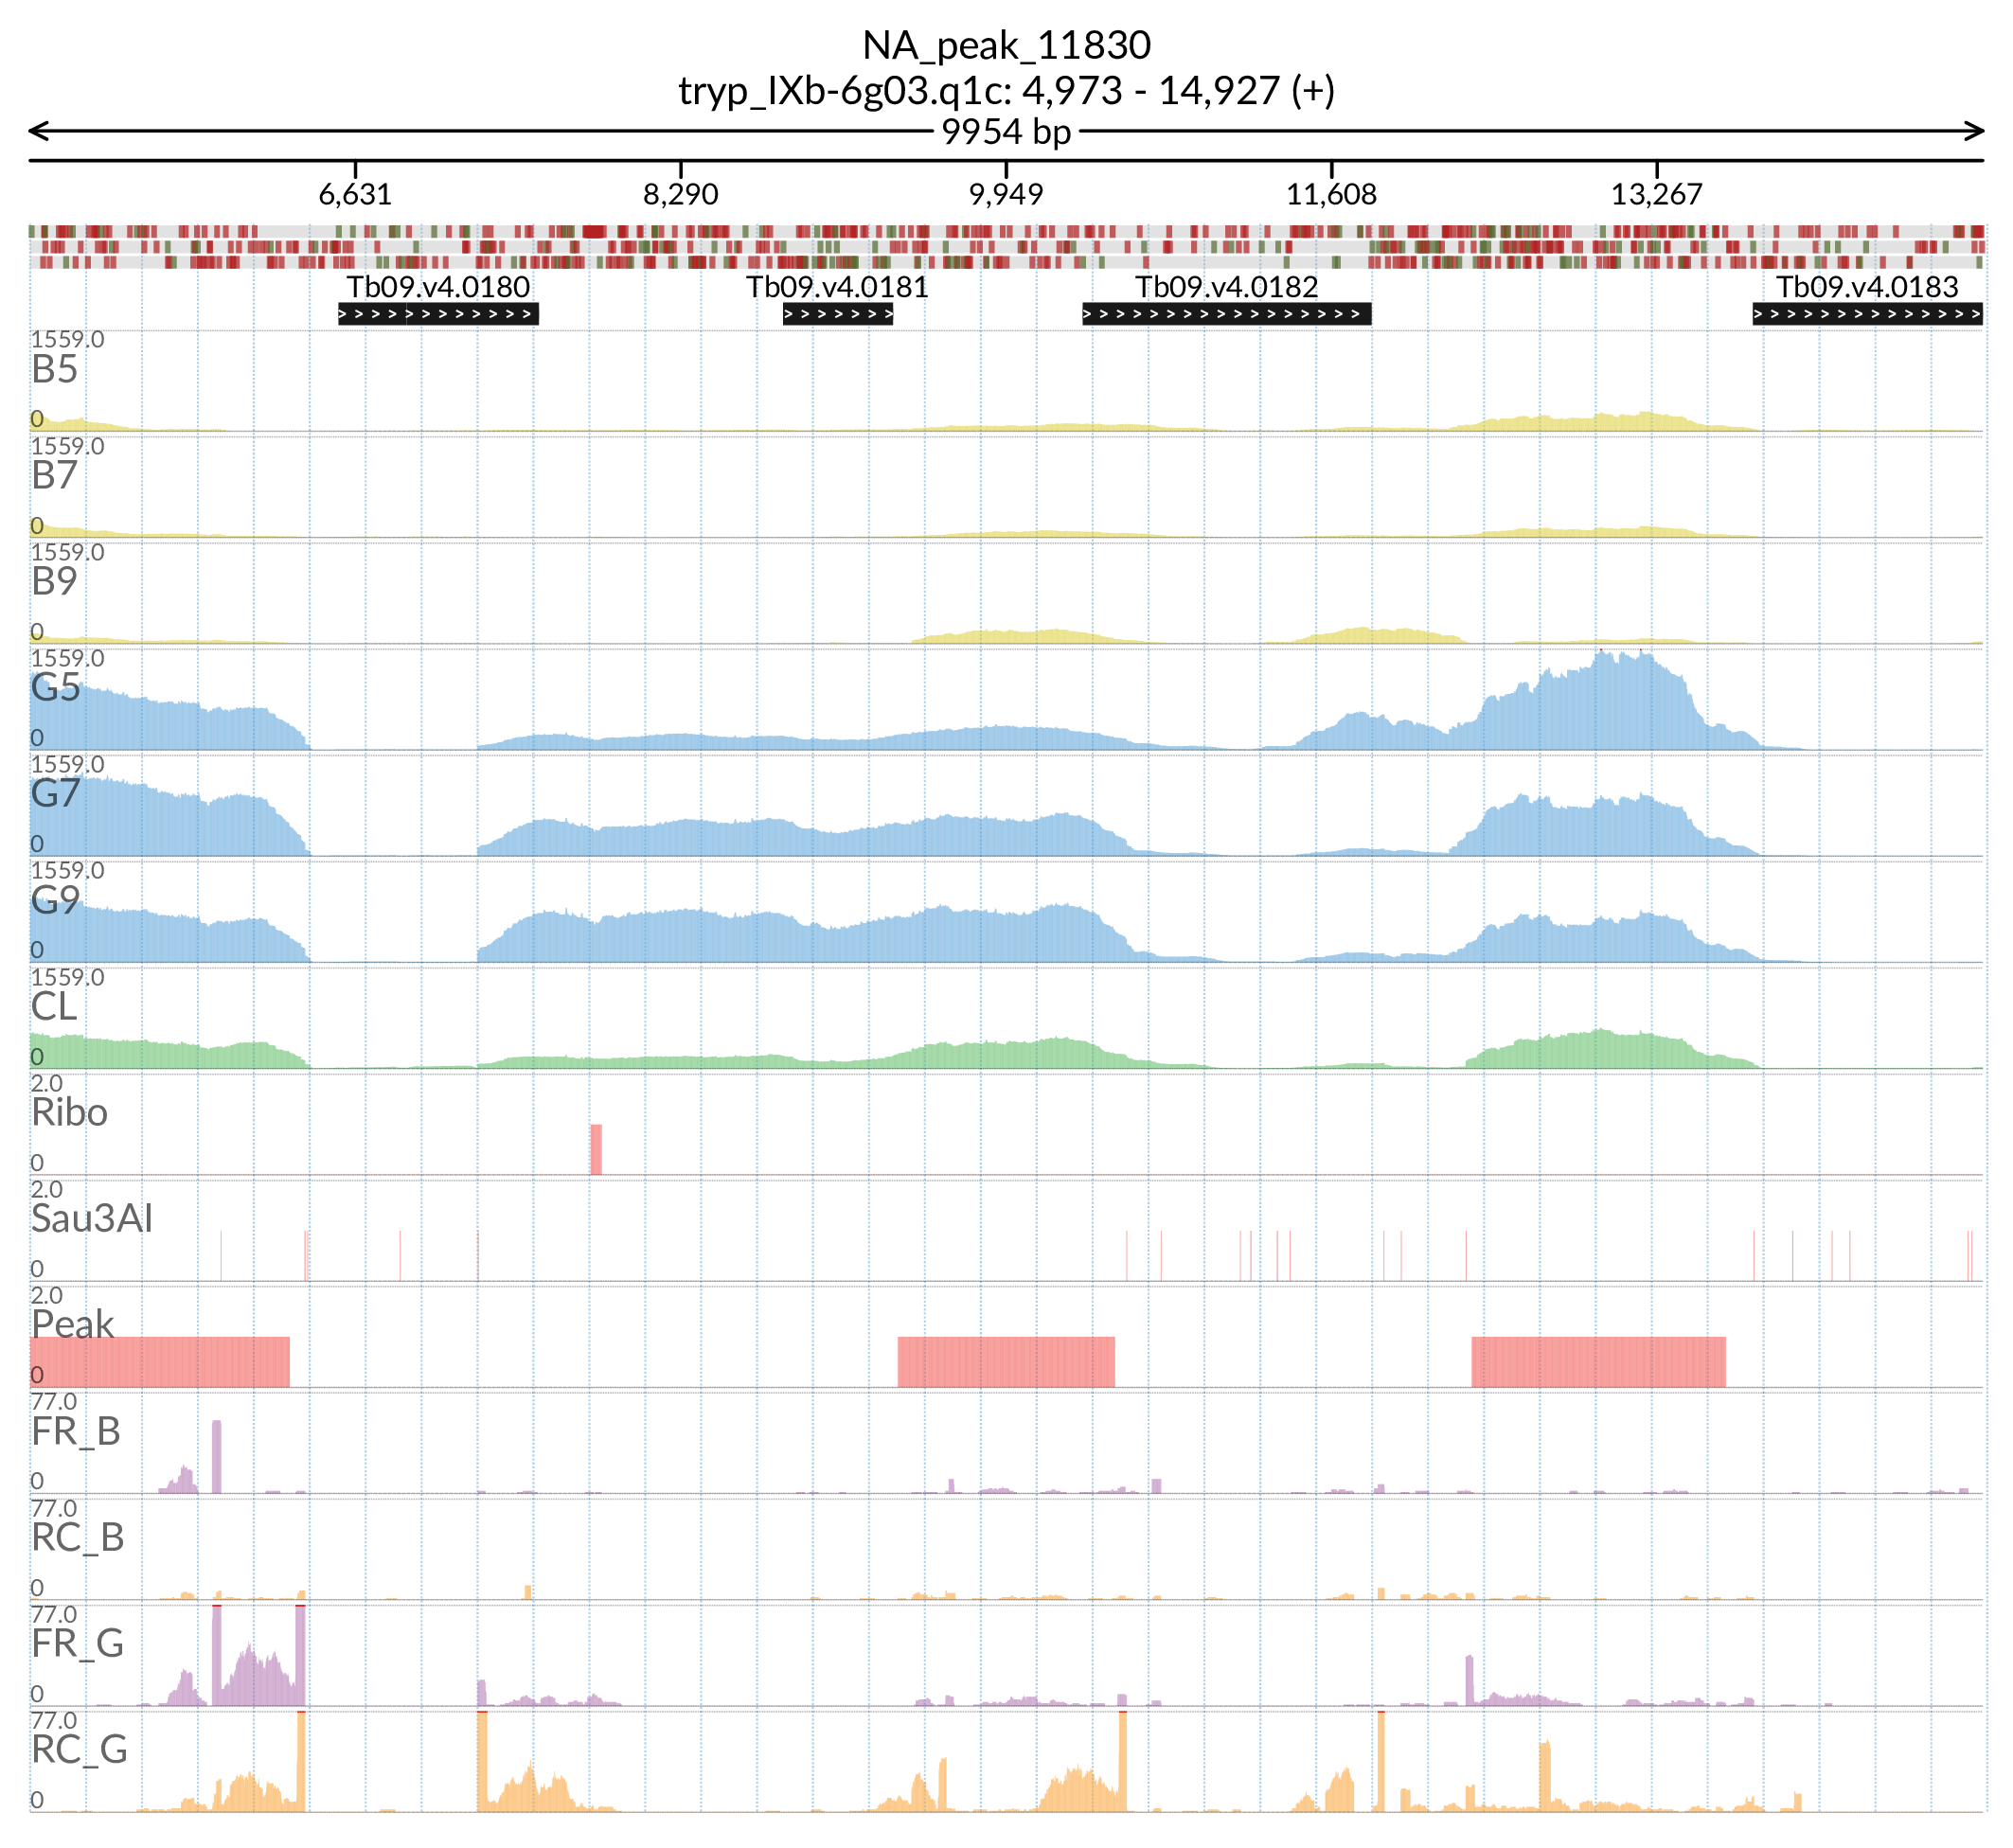 NA_peak_11830
tryp_IXb-6g03.q1c: 4,973 - 14,927 (+)
9954 bp
6,631 8,290 9,949 11,608 13,267
Tb09.v4.0180 Tb09.v4.0181 Tb09.v4.0182 Tb09.v4.0183
1559.0
B5
0
1559.0
B7
0
1559.0
B9
0
1559.0
G5
0
1559.0
G7
0
1559.0
G9
0
1559.0
CL
0
2.0
Ribo
0
2.0
Sau3AI
0
2.0
Peak
0
77.0
FR_B
0
77.0
RC_B
0
77.0
FR_G
0
77.0
RC_G
0